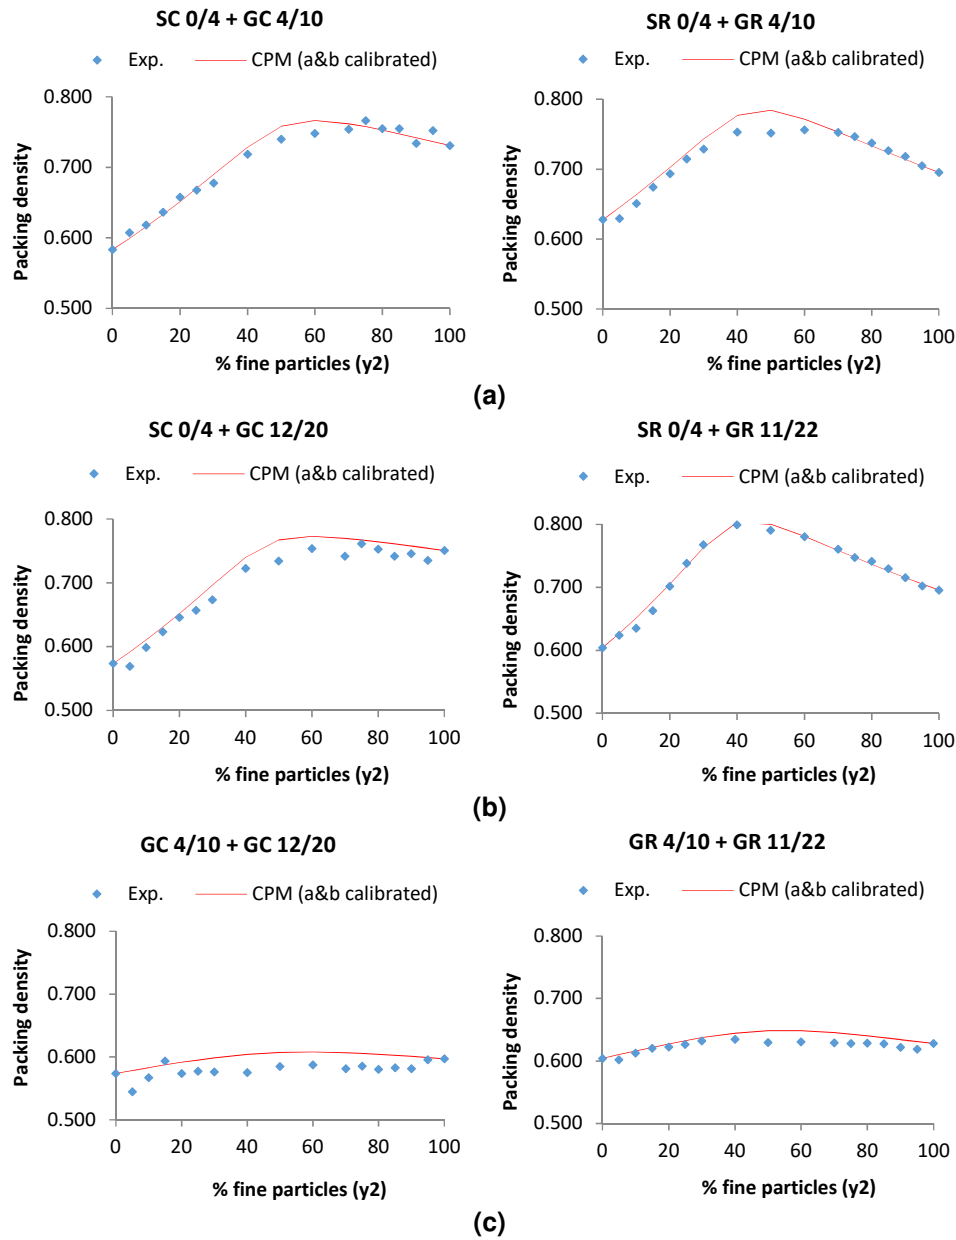 SC 0/4 + GC 4/10
Exp. CPM (a&b calibrated)
0.800
0.700
0.600
0.500
Packing density
0 20 40 60 80 100
% fine particles (y2)
SR 0/4 + GR 4/10
Exp. CPM (a&b calibrated)
0.800
0.700
0.600
0.500
Packing density
0 20 40 60 80 100
% fine particles (y2)
(a)
SC 0/4 + GC 12/20
Exp. CPM (a&b calibrated)
0.800
0.700
0.600
0.500
Packing density
0 20 40 60 80 100
% fine particles (y2)
SR 0/4 + GR 11/22
Exp. CPM (a&b calibrated)
0.800
0.700
0.600
0.500
Packing density
0 20 40 60 80 100
% fine particles (y2)
(b)
GC 4/10 + GC 12/20
Exp. CPM (a&b calibrated)
0.800
0.700
0.600
0.500
Packing density
0 20 40 60 80 100
% fine particles (y2)
GR 4/10 + GR 11/22
Exp. CPM (a&b calibrated)
0.800
0.700
0.600
0.500
Packing density
0 20 40 60 80 100
% fine particles (y2)
(c)